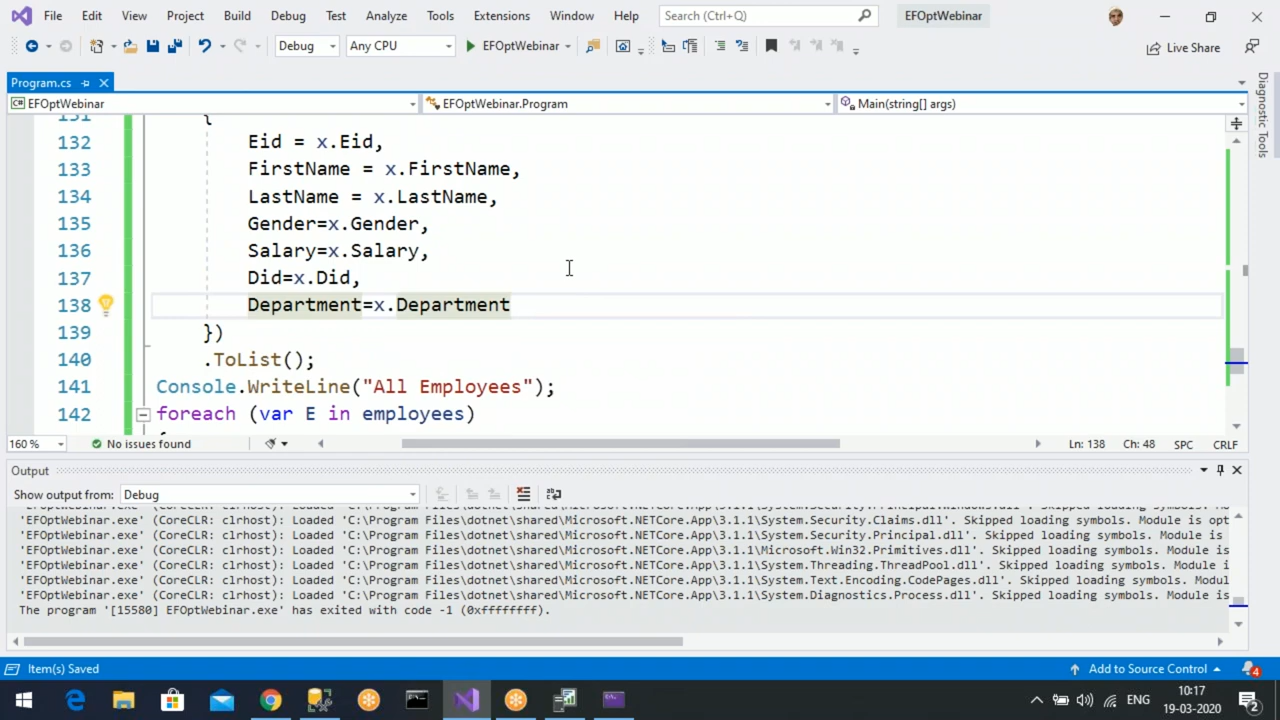 File Edit View Project Build Debug Test Analyze Tools Extensions Window Help Search (Ctrl+Q) EFOptWebinar
Debug Any CPU EFOptWebinar Live Share
Program.cs
EFOptWebinar EFOptWebinar.Program Main(string[] args)
Diagnostic Tools
131 {
132 Eid = x.Eid,
133 FirstName = x.FirstName,
134 LastName = x.LastName,
135 Gender=x.Gender,
136 Salary=x.Salary,
137 Did=x.Did,
138 Department=x.Department
139 })
140 .ToList();
141 Console.WriteLine("All Employees");
142 foreach (var E in employees)
160 % No issues found Ln: 138 Ch: 48 SPC CRLF
Output
Show output from: Debug
'EFOptWebinar.exe' (CoreCLR: clrhost): Loaded 'C:\Program Files\dotnet\shared\Microsoft.NETCore.App\3.1.1\System.Security.Claims.dll'. Skipped loading symbols. Module is opt
'EFOptWebinar.exe' (CoreCLR: clrhost): Loaded 'C:\Program Files\dotnet\shared\Microsoft.NETCore.App\3.1.1\System.Security.Principal.dll'. Skipped loading symbols. Module is
'EFOptWebinar.exe' (CoreCLR: clrhost): Loaded 'C:\Program Files\dotnet\shared\Microsoft.NETCore.App\3.1.1\Microsoft.Win32.Primitives.dll'. Skipped loading symbols. Module is
'EFOptWebinar.exe' (CoreCLR: clrhost): Loaded 'C:\Program Files\dotnet\shared\Microsoft.NETCore.App\3.1.1\System.Threading.ThreadPool.dll'. Skipped loading symbols. Module i
'EFOptWebinar.exe' (CoreCLR: clrhost): Loaded 'C:\Program Files\dotnet\shared\Microsoft.NETCore.App\3.1.1\System.Text.Encoding.CodePages.dll'. Skipped loading symbols. Modul
'EFOptWebinar.exe' (CoreCLR: clrhost): Loaded 'C:\Program Files\dotnet\shared\Microsoft.NETCore.App\3.1.1\System.Diagnostics.Process.dll'. Skipped loading symbols. Module is
The program '[15580] EFOptWebinar.exe' has exited with code -1 (0xffffffff).
Item(s) Saved Add to Source Control 4
ENG 10:17
19-03-2020 2